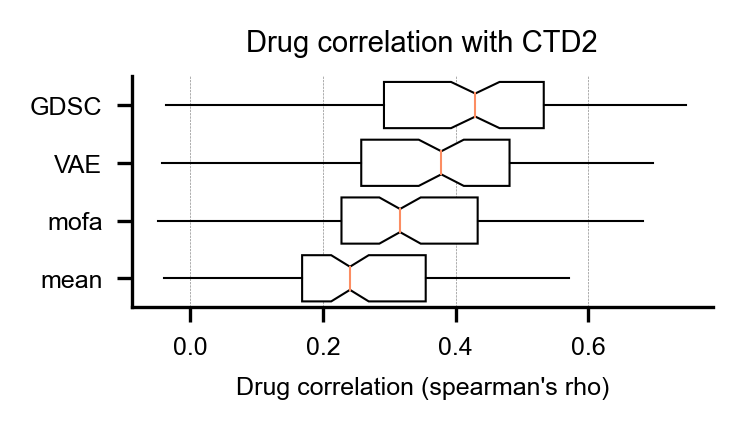 Drug correlation with CTD2
GDSC
VAE
mofa
mean
0.0 0.2 0.4 0.6
Drug correlation (spearman's rho)